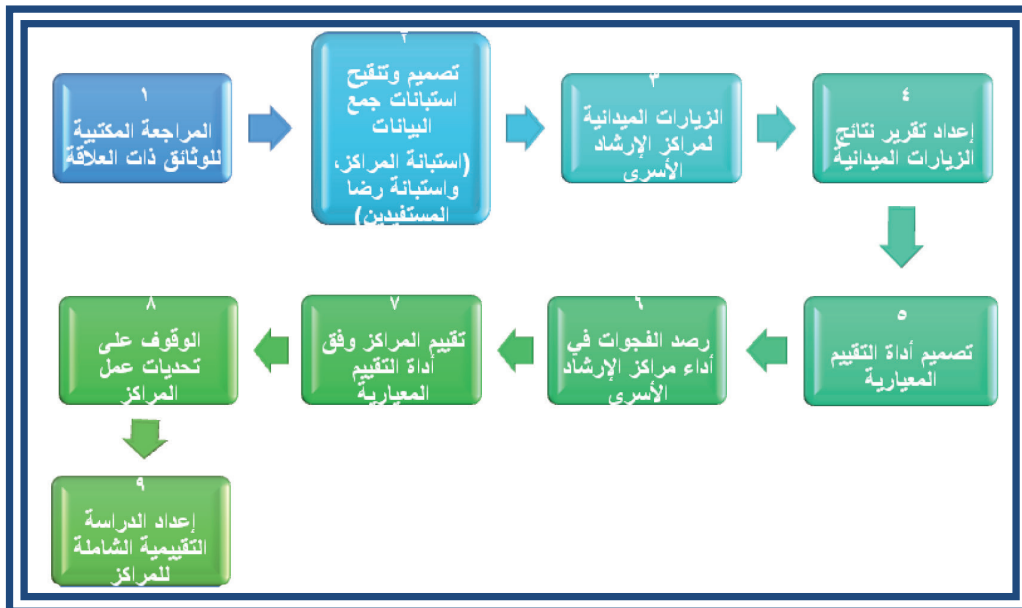 ١
المراجعة المكتبية
للوثائق ذات العلاقة
٢
تصميم وتنقيح
استبانات جمع
البيانات
(استبانة المراكز،
واستبانة رضا
المستفيدين)
٣
الزيارات الميدانية
لمراكز الإرشاد
الأسرى
٤
إعداد تقرير نتائج
الزيارات الميدانية
٥
تصميم أداة التقييم
المعيارية
٦
رصد الفجوات في
أداء مراكز الإرشاد
الأسرى
٧
تقييم المراكز وفق
أداة التقييم
المعيارية
٨
الوقوف على
تحديات عمل
المراكز
٩
إعداد الدراسة
التقييمية الشاملة
للمراكز